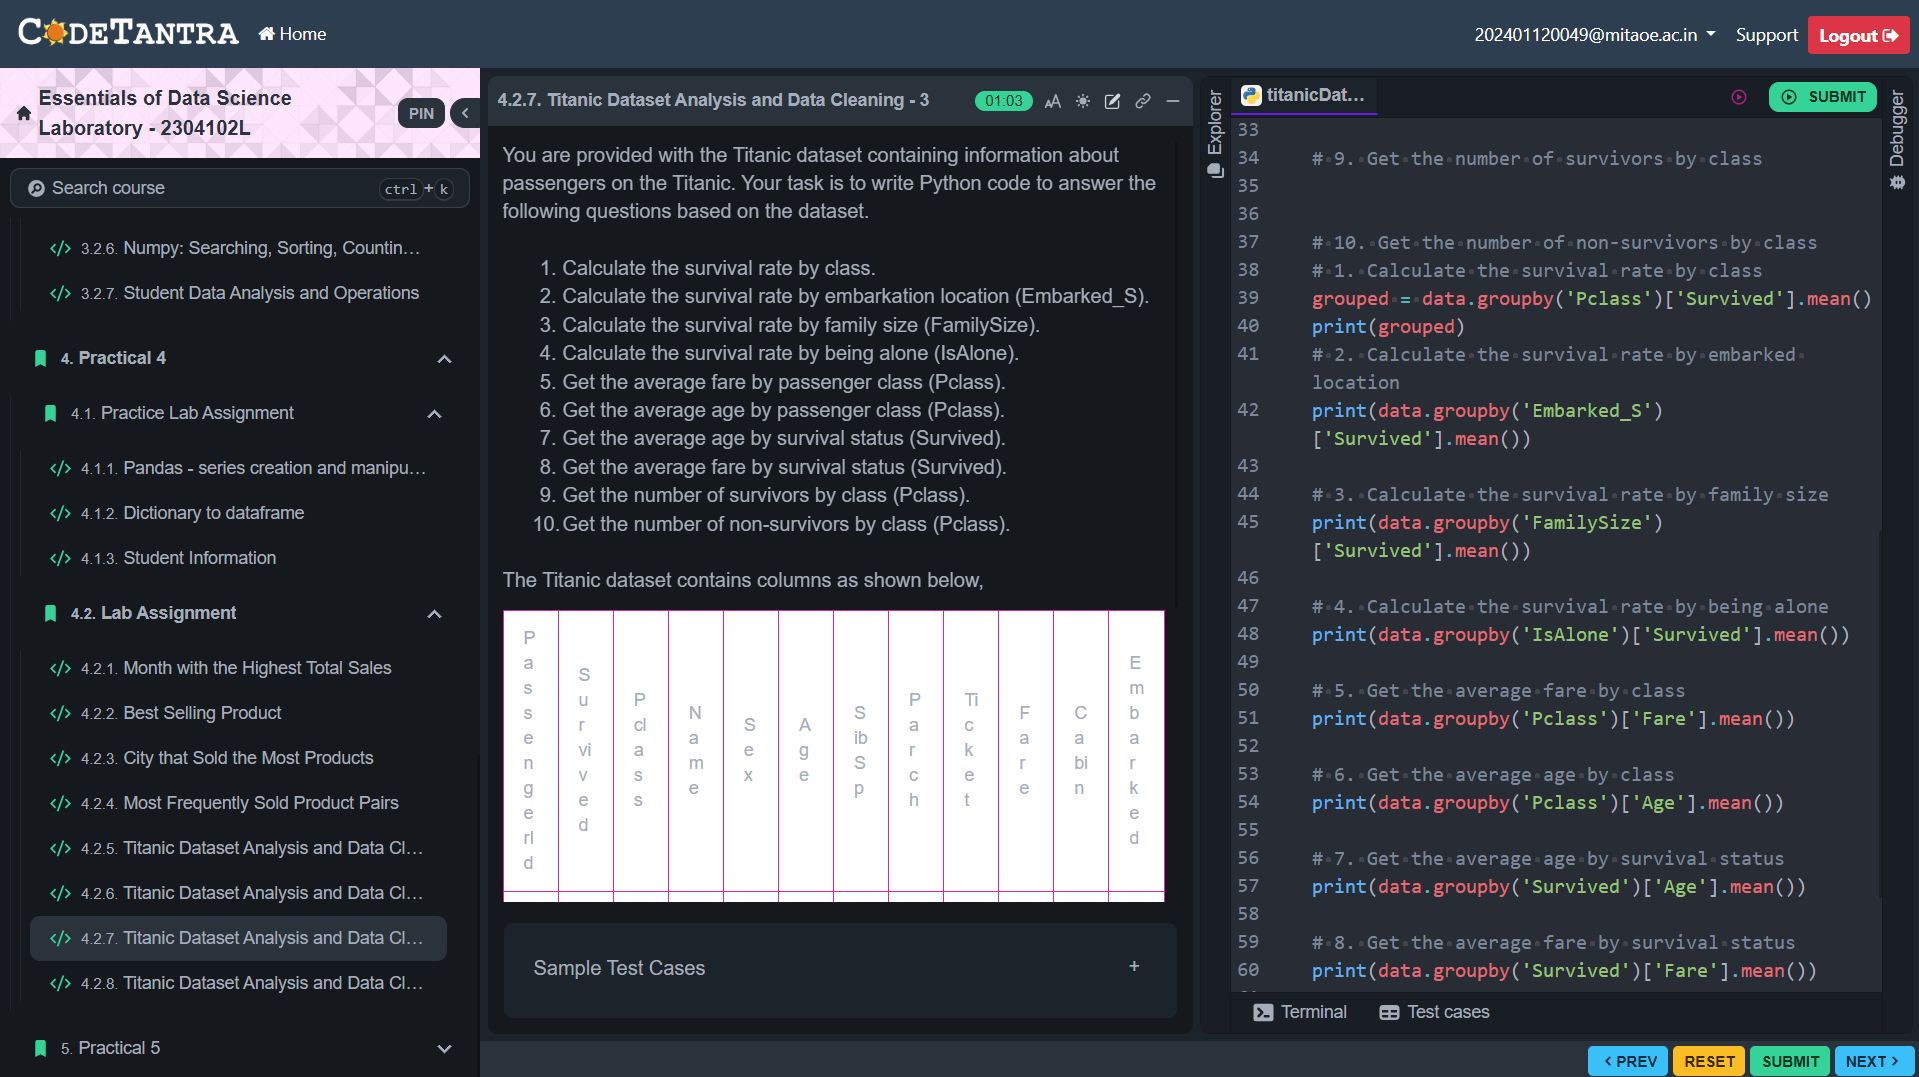 CODETANTRA
Home
202401120049@mitaoe.ac.in
Support
Logout
Essentials of Data Science
Laboratory - 2304102L
PIN
Search course
ctrl + k
3.2.6. Numpy: Searching, Sorting, Countin...
3.2.7. Student Data Analysis and Operations
4. Practical 4
4.1. Practice Lab Assignment
4.1.1. Pandas - series creation and manipu...
4.1.2. Dictionary to dataframe
4.1.3. Student Information
4.2. Lab Assignment
4.2.1. Month with the Highest Total Sales
4.2.2. Best Selling Product
4.2.3. City that Sold the Most Products
4.2.4. Most Frequently Sold Product Pairs
4.2.5. Titanic Dataset Analysis and Data Cl...
4.2.6. Titanic Dataset Analysis and Data Cl...
4.2.7. Titanic Dataset Analysis and Data Cl...
4.2.8. Titanic Dataset Analysis and Data Cl...
5. Practical 5
4.2.7. Titanic Dataset Analysis and Data Cleaning - 3
01:03
AA
You are provided with the Titanic dataset containing information about
passengers on the Titanic. Your task is to write Python code to answer the
following questions based on the dataset.
1. Calculate the survival rate by class.
2. Calculate the survival rate by embarkation location (Embarked_S).
3. Calculate the survival rate by family size (FamilySize).
4. Calculate the survival rate by being alone (IsAlone).
5. Get the average fare by passenger class (Pclass).
6. Get the average age by passenger class (Pclass).
7. Get the average age by survival status (Survived).
8. Get the average fare by survival status (Survived).
9. Get the number of survivors by class (Pclass).
10. Get the number of non-survivors by class (Pclass).
The Titanic dataset contains columns as shown below,
PassengerId Survived Pclass Name Sex Age SibSp Parch Ticket Fare Cabin Embarked
Sample Test Cases
+
Explorer
titanicDat...
SUBMIT
Debugger
33
34 # 9. Get the number of survivors by class
35
36
37 # 10. Get the number of non-survivors by class
38 # 1. Calculate the survival rate by class
39 grouped = data.groupby('Pclass')['Survived'].mean()
40 print(grouped)
41 # 2. Calculate the survival rate by embarked
location
42 print(data.groupby('Embarked_S')
['Survived'].mean())
43
44 # 3. Calculate the survival rate by family size
45 print(data.groupby('FamilySize')
['Survived'].mean())
46
47 # 4. Calculate the survival rate by being alone
48 print(data.groupby('IsAlone')['Survived'].mean())
49
50 # 5. Get the average fare by class
51 print(data.groupby('Pclass')['Fare'].mean())
52
53 # 6. Get the average age by class
54 print(data.groupby('Pclass')['Age'].mean())
55
56 # 7. Get the average age by survival status
57 print(data.groupby('Survived')['Age'].mean())
58
59 # 8. Get the average fare by survival status
60 print(data.groupby('Survived')['Fare'].mean())
Terminal
Test cases
< PREV
RESET
SUBMIT
NEXT >